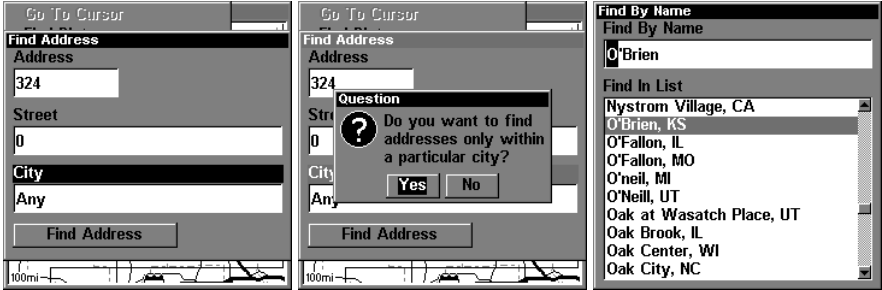 Go To Cursor
Find Address
Address
324
Street
0
City
Any
Find Address
100mi
Go To Cursor
Find Address
Address
324
Question
Do you want to find
addresses only within
a particular city?
Yes
No
0
Any
Find Address
100mi
Find By Name
Find By Name
O'Brien
Find In List
Nystrom Village, CA
O'Brien, KS
O'Fallon, IL
O'Fallon, MO
O'neil, MI
O'Neill, UT
Oak at Wasatch Place, UT
Oak Brook, IL
Oak Center, WI
Oak City, NC